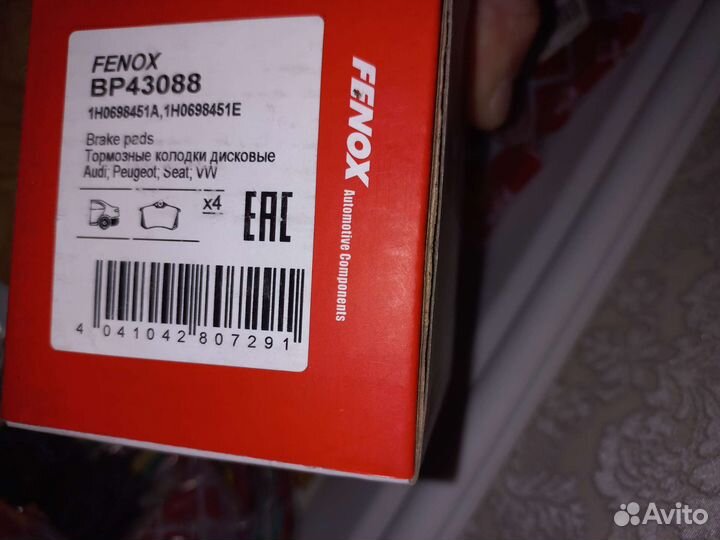 FENOX
BP43088
1H0698451A,1H0698451E
Brake pads
Тормозные колодки дисковые
Audi; Peugeot; Seat; VW
x4
EAC
4 041042 807291
FENOX
Automotive Components
Avito